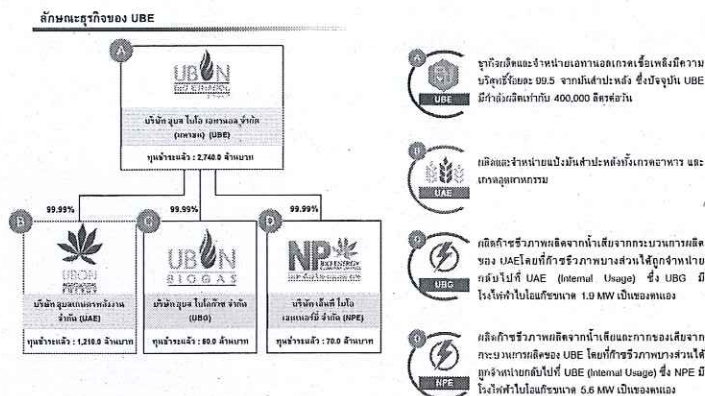 ลักษณะธุรกิจของ UBE
A
UBON
BIO ETHANOL
บริษัท อุบล ไบโอ เอทานอล จำกัด
(มหาชน) (UBE)
ทุนชำระแล้ว : 2,740.0 ล้านบาท
99.99%
99.99%
99.99%
B
UBON
บริษัท อุบลเกษตรพลังงาน
จำกัด (UAE)
ทุนชำระแล้ว : 1,210.0 ล้านบาท
C
UBON
BIOGAS
บริษัท อุบล ไบโอก๊าซ จำกัด
(UBG)
ทุนชำระแล้ว : 80.0 ล้านบาท
D
NP
BIO ENERGY
บริษัท เอ็นพี ไบโอ
เอนเนอร์ยี่ จำกัด (NPE)
ทุนชำระแล้ว : 70.0 ล้านบาท
A
UBE
ธุรกิจผลิตและจำหน่ายเอทานอลเกรดเชื้อเพลิงมีความ
บริสุทธิ์ร้อยละ 99.5 จากมันสำปะหลัง ซึ่งปัจจุบัน UBE
มีกำลังผลิตเท่ากับ 400,000 ลิตรต่อวัน
B
UAE
ผลิตและจำหน่ายแป้งมันสำปะหลังทั้งเกรดอาหาร และ
เกรดอุตสาหกรรม
C
UBG
ผลิตก๊าซชีวภาพผลิตจากน้ำเสียจากกระบวนการผลิต
ของ UAEโดยที่ก๊าซชีวภาพบางส่วนได้ถูกจำหน่าย
กลับไปที่ UAE (Internal Usage) ซึ่ง UBG มี
โรงไฟฟ้าไบโอแก๊ซขนาด 1.9 MW เป็นของตนเอง
D
NPE
ผลิตก๊าซชีวภาพผลิตจากน้ำเสียและกากของเสียจาก
กระบวนการผลิตของ UBE โดยที่ก๊าซชีวภาพบางส่วนได้
ถูกจำหน่ายกลับไปที่ UBE (Internal Usage) ซึ่ง NPE มี
โรงไฟฟ้าไบโอแก๊ซขนาด 5.6 MW เป็นของตนเอง